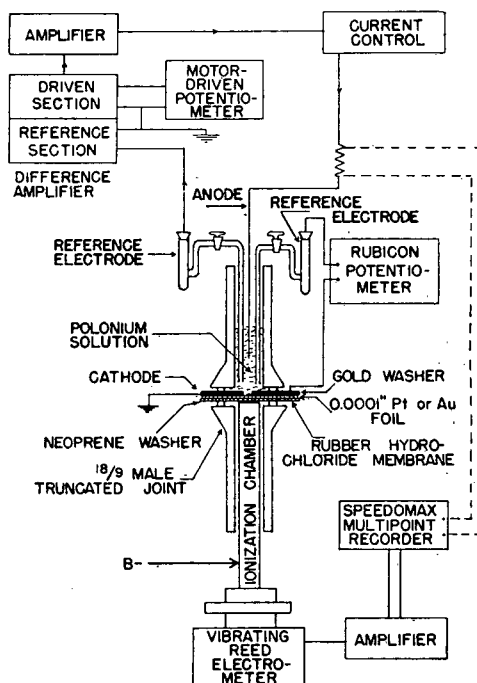 AMPLIFIER
CURRENT
CONTROL
DRIVEN
SECTION
MOTOR-
DRIVEN
POTENTIO-
METER
REFERENCE
SECTION
DIFFERENCE
AMPLIFIER
ANODE
REFERENCE
ELECTRODE
REFERENCE
ELECTRODE
RUBICON
POTENTIO-
METER
POLONIUM
SOLUTION
CATHODE
GOLD WASHER
0.0001" Pt or Au
FOIL
NEOPRENE WASHER
RUBBER HYDRO-
CHLORIDE MEMBRANE
18/9 MALE
TRUNCATED JOINT
IONIZATION CHAMBER
SPEEDOMAX
MULTIPOINT
RECORDER
B-
VIBRATING
REED
ELECTRO-
METER
AMPLIFIER